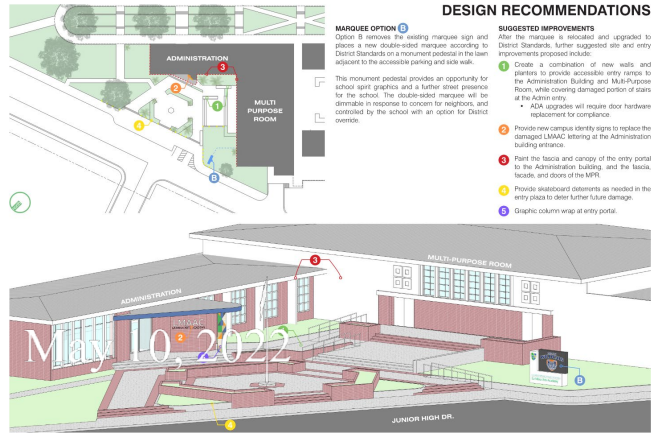 DESIGN RECOMMENDATIONS
MARQUEE OPTION B
Option B removes the existing marquee sign and
places a new double-sided marquee according to
District Standards on a monument pedestal in the lawn
adjacent to the accessible parking and side walk.
This monument pedestal provides an opportunity for
school spirit graphics and a further street presence
for the school. The double-sided marquee will be
dimmable in response to concern for neighbors, and
controlled by the school with an option for District
override.
SUGGESTED IMPROVEMENTS
After the marquee is relocated and upgraded to
District Standards, further suggested site and entry
improvements proposed include:
1 Create a combination of new walls and
planters to provide accessible entry ramps to
the Administration Building and Multi-Purpose
Room, while covering damaged portion of stairs
at the Admin entry.
• ADA upgrades will require door hardware
replacement for compliance.
2 Provide new campus identity signs to replace the
damaged LMAAC lettering at the Administration
building entrance.
3 Paint the fascia and canopy of the entry portal
to the Administration building, and the fascia,
facade, and doors of the MPR.
4 Provide skateboard deterrents as needed in the
entry plaza to deter further future damage.
5 Graphic column wrap at entry portal.
ADMINISTRATION
3
2
1
4
MULTI
PURPOSE
ROOM
B
3
MULTI-PURPOSE ROOM
ADMINISTRATION
LMAAC
2
May 10, 2022
B
4
JUNIOR HIGH DR.